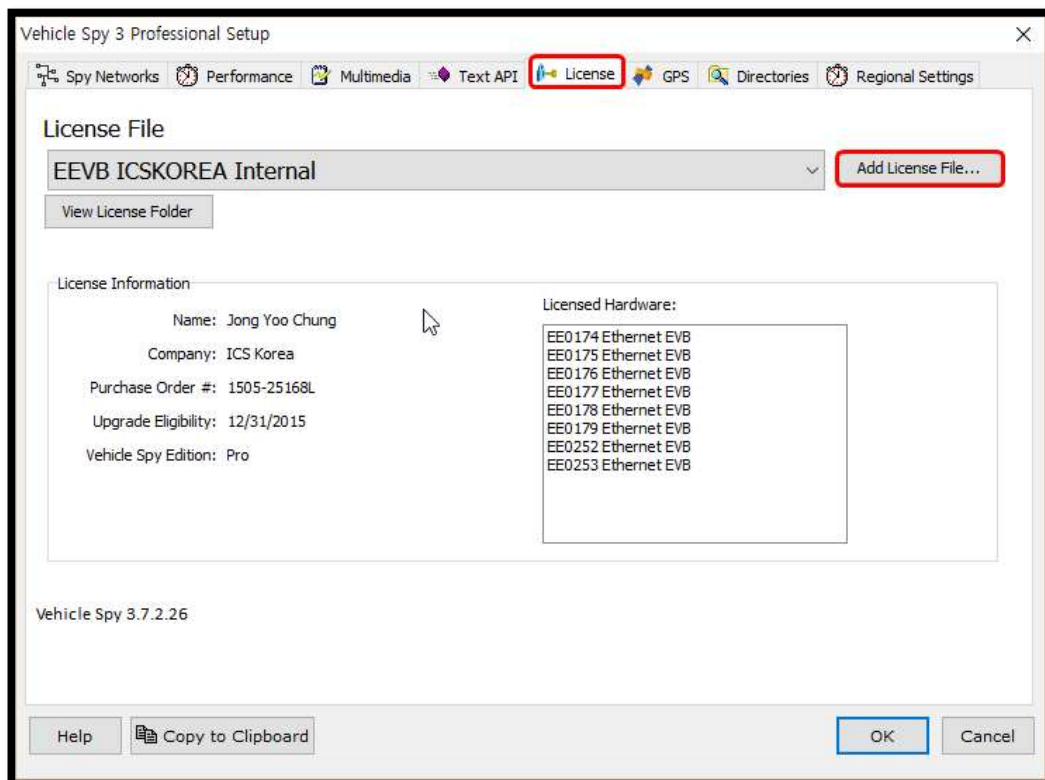 Vehicle Spy 3 Professional Setup
Spy Networks Performance Multimedia Text API License GPS Directories Regional Settings
License File
EEVB ICSKOREA Internal Add License File...
View License Folder
License Information
Licensed Hardware:
Name: Jong Yoo Chung
Company: ICS Korea
Purchase Order #: 1505-25168L
Upgrade Eligibility: 12/31/2015
Vehicle Spy Edition: Pro
EE0174 Ethernet EVB
EE0175 Ethernet EVB
EE0176 Ethernet EVB
EE0177 Ethernet EVB
EE0178 Ethernet EVB
EE0179 Ethernet EVB
EE0252 Ethernet EVB
EE0253 Ethernet EVB
Vehicle Spy 3.7.2.26
Help Copy to Clipboard OK Cancel